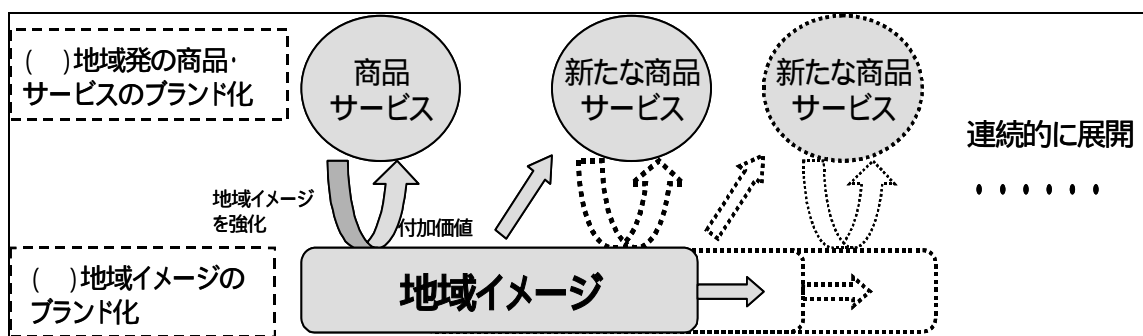 (　)地域発の商品・
サービスのブランド化
商品
サービス
新たな商品
サービス
新たな商品
サービス
連続的に展開
・・・・・・
地域イメージ
を強化
付加価値
(　)地域イメージの
ブランド化
地域イメージ